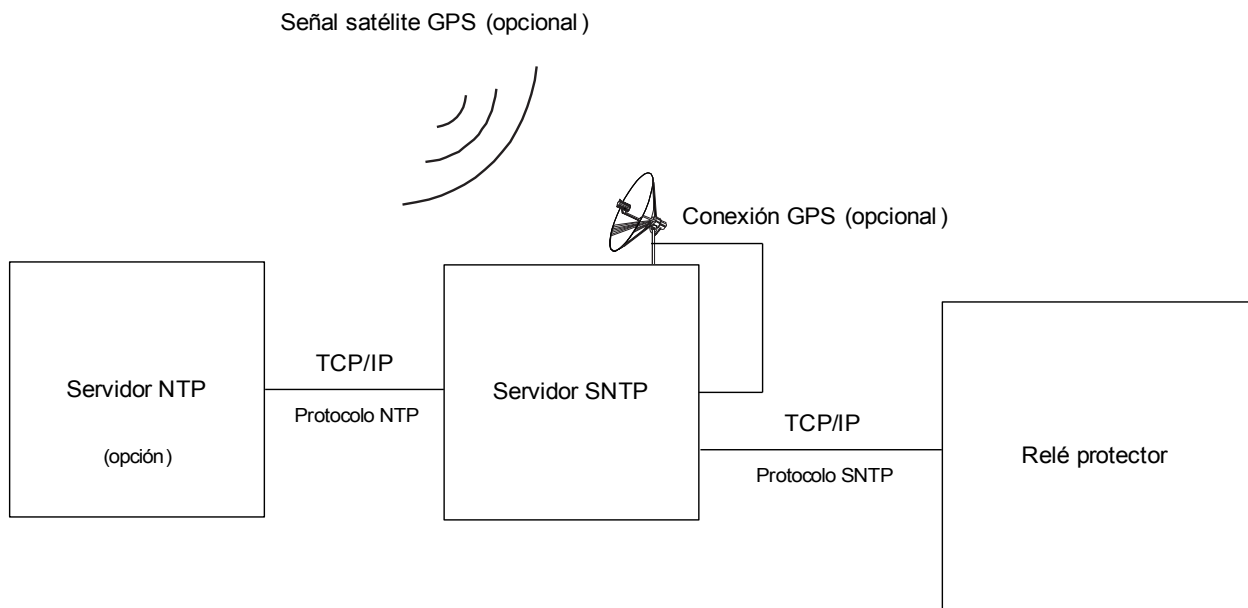 Señal satélite GPS (opcional)
Conexión GPS (opcional)
TCP/IP
Servidor NTP
Servidor SNTP
Protocolo NTP
TCP/IP
(opción)
Relé protector
Protocolo SNTP